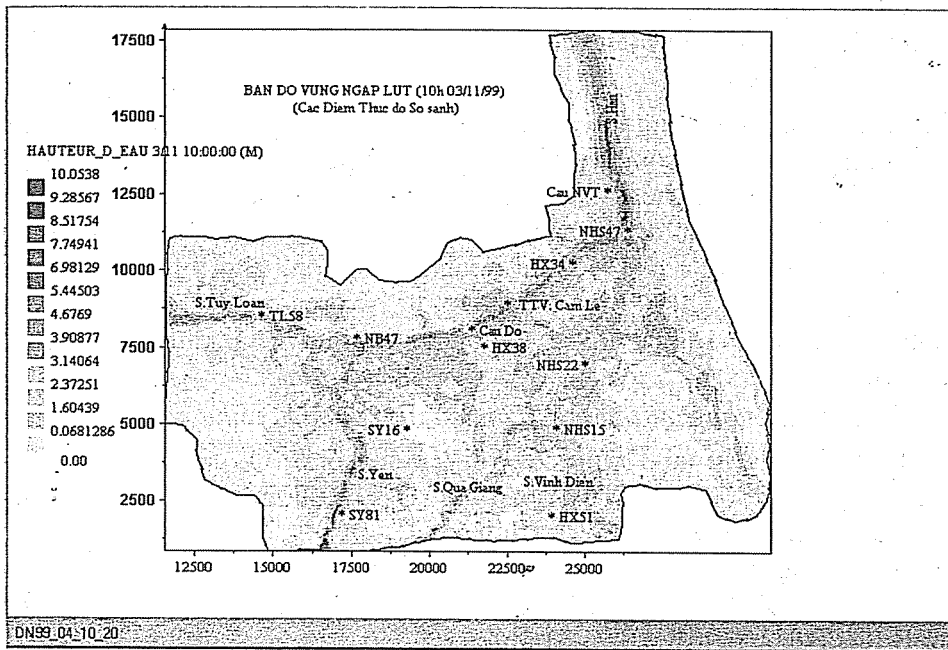 17500
15000
12500
10000
7500
5000
2500
BAN DO VUNG NGAP LUT (10h 03/11/99)
(Cac Diem Thuc do So sanh)
HAUTEUR_D_EAU 3/11 10:00:00 (M)
10.0538
9.28567
8.51754
7.74941
6.98129
5.44503
4.6769
3.90877
3.14064
2.37251
1.60439
0.0681286
0.00
S.Han
Cau NVT
NHS47
HX34
S.Tuy Loan
TL58
TTV. Cam Le
NB47
Cau Do
HX38
NHS22
SY16
NHS15
S.Yen
S.Qua Giang
S.Vinh Dien
SY81
HX51
12500 15000 17500 20000 22500 25000
DN99_04_10_20